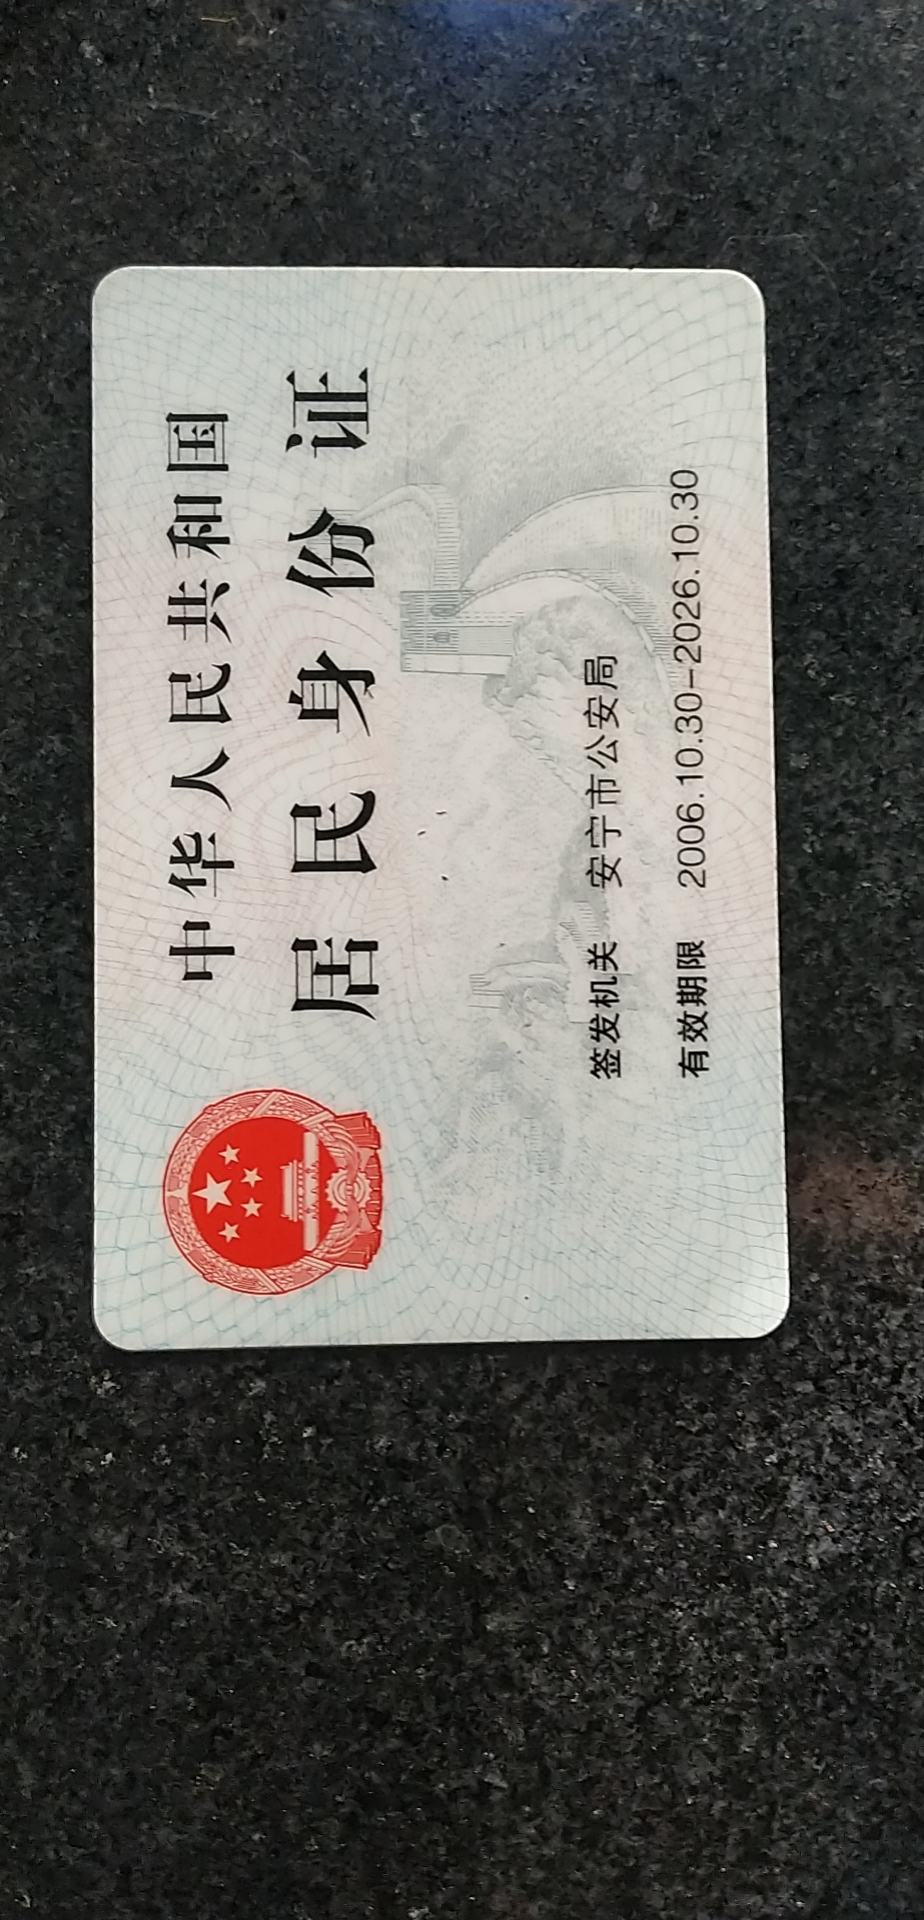 中华人民共和国
居民身份证
签发机关 安宁市公安局
有效期限 2006.10.30-2026.10.30